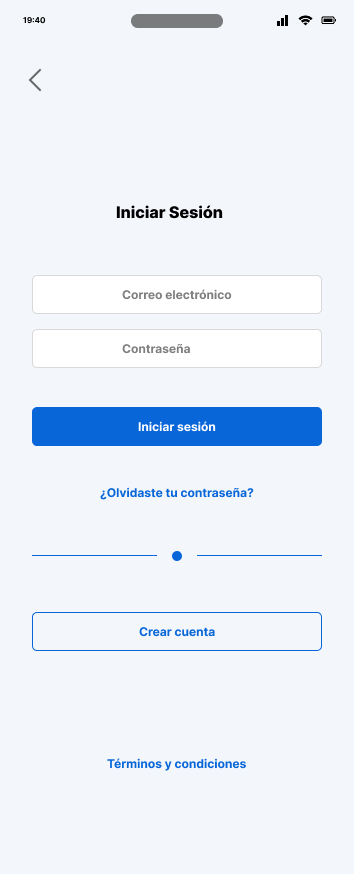 19:40
Iniciar Sesión
Correo electrónico
Contraseña
Iniciar sesión
¿Olvidaste tu contraseña?
Crear cuenta
Términos y condiciones